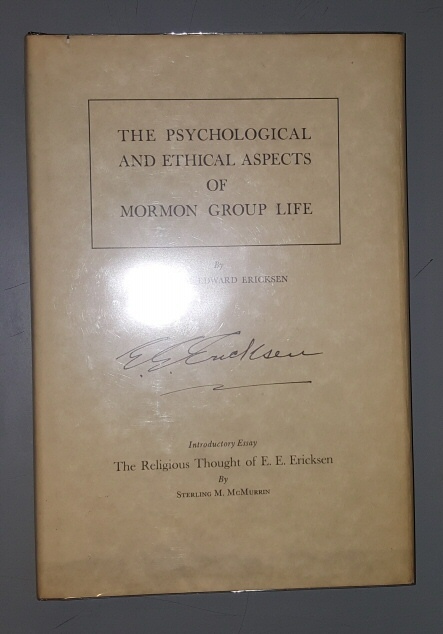 THE PSYCHOLOGICAL
AND ETHICAL ASPECTS
OF
MORMON GROUP LIFE
By
EDWARD ERICKSEN
E. E. Ericksen
Introductory Essay
The Religious Thought of E. E. Ericksen
By
STERLING M. MCMURRIN